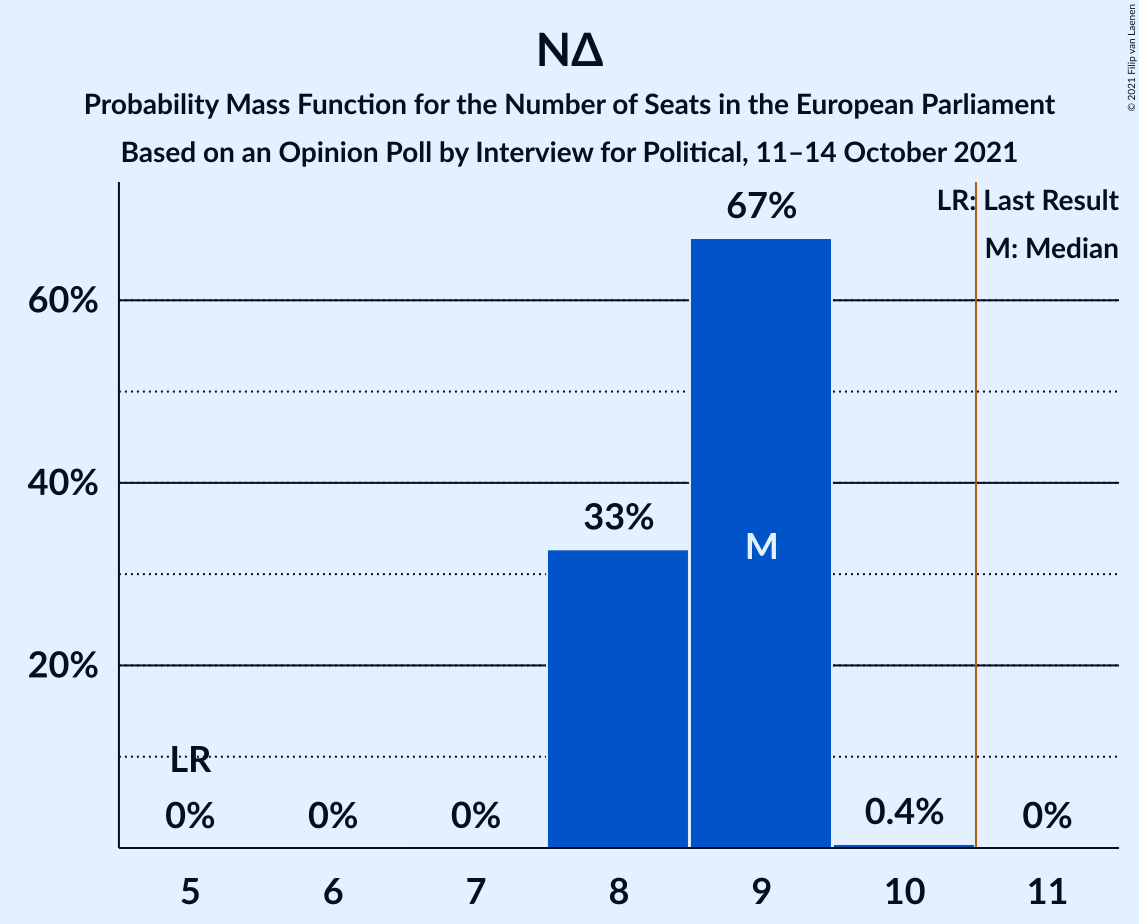 ΝΔ
Probability Mass Function for the Number of Seats in the European Parliament
Based on an Opinion Poll by Interview for Political, 11–14 October 2021
© 2021 Filip van Laenen
LR: Last Result
M: Median
67%
60%
40%
33%
M
20%
LR
0%
0%
0%
0.4%
0%
5
6
7
8
9
10
11